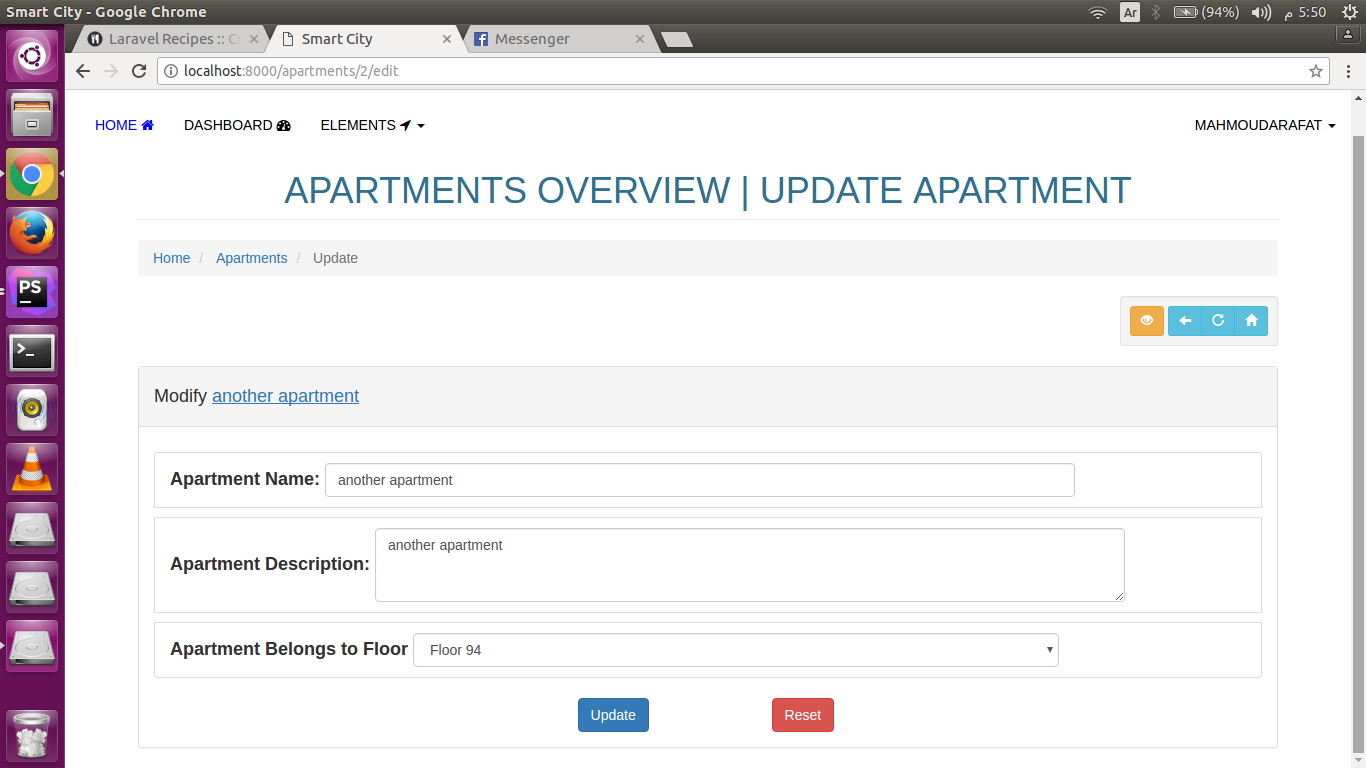 Smart City - Google Chrome
Ar
(94%)
5:50 م
Laravel Recipes :: C
Smart City
Messenger
localhost:8000/apartments/2/edit
HOME
DASHBOARD
ELEMENTS
MAHMOUDARAFAT
APARTMENTS OVERVIEW | UPDATE APARTMENT
Home / Apartments / Update
PS
Modify another apartment
Apartment Name: another apartment
Apartment Description: another apartment
Apartment Belongs to Floor Floor 94
Update
Reset